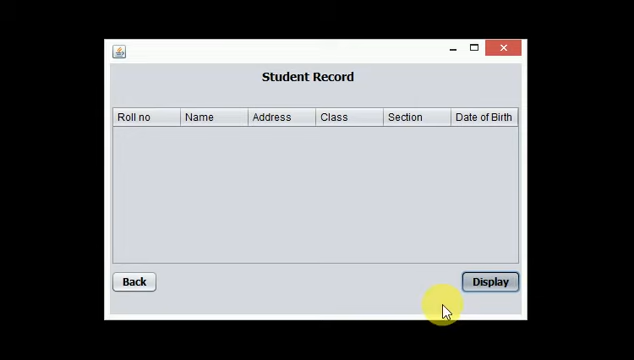 Student Record
Roll no Name Address Class Section Date of Birth
Back Display